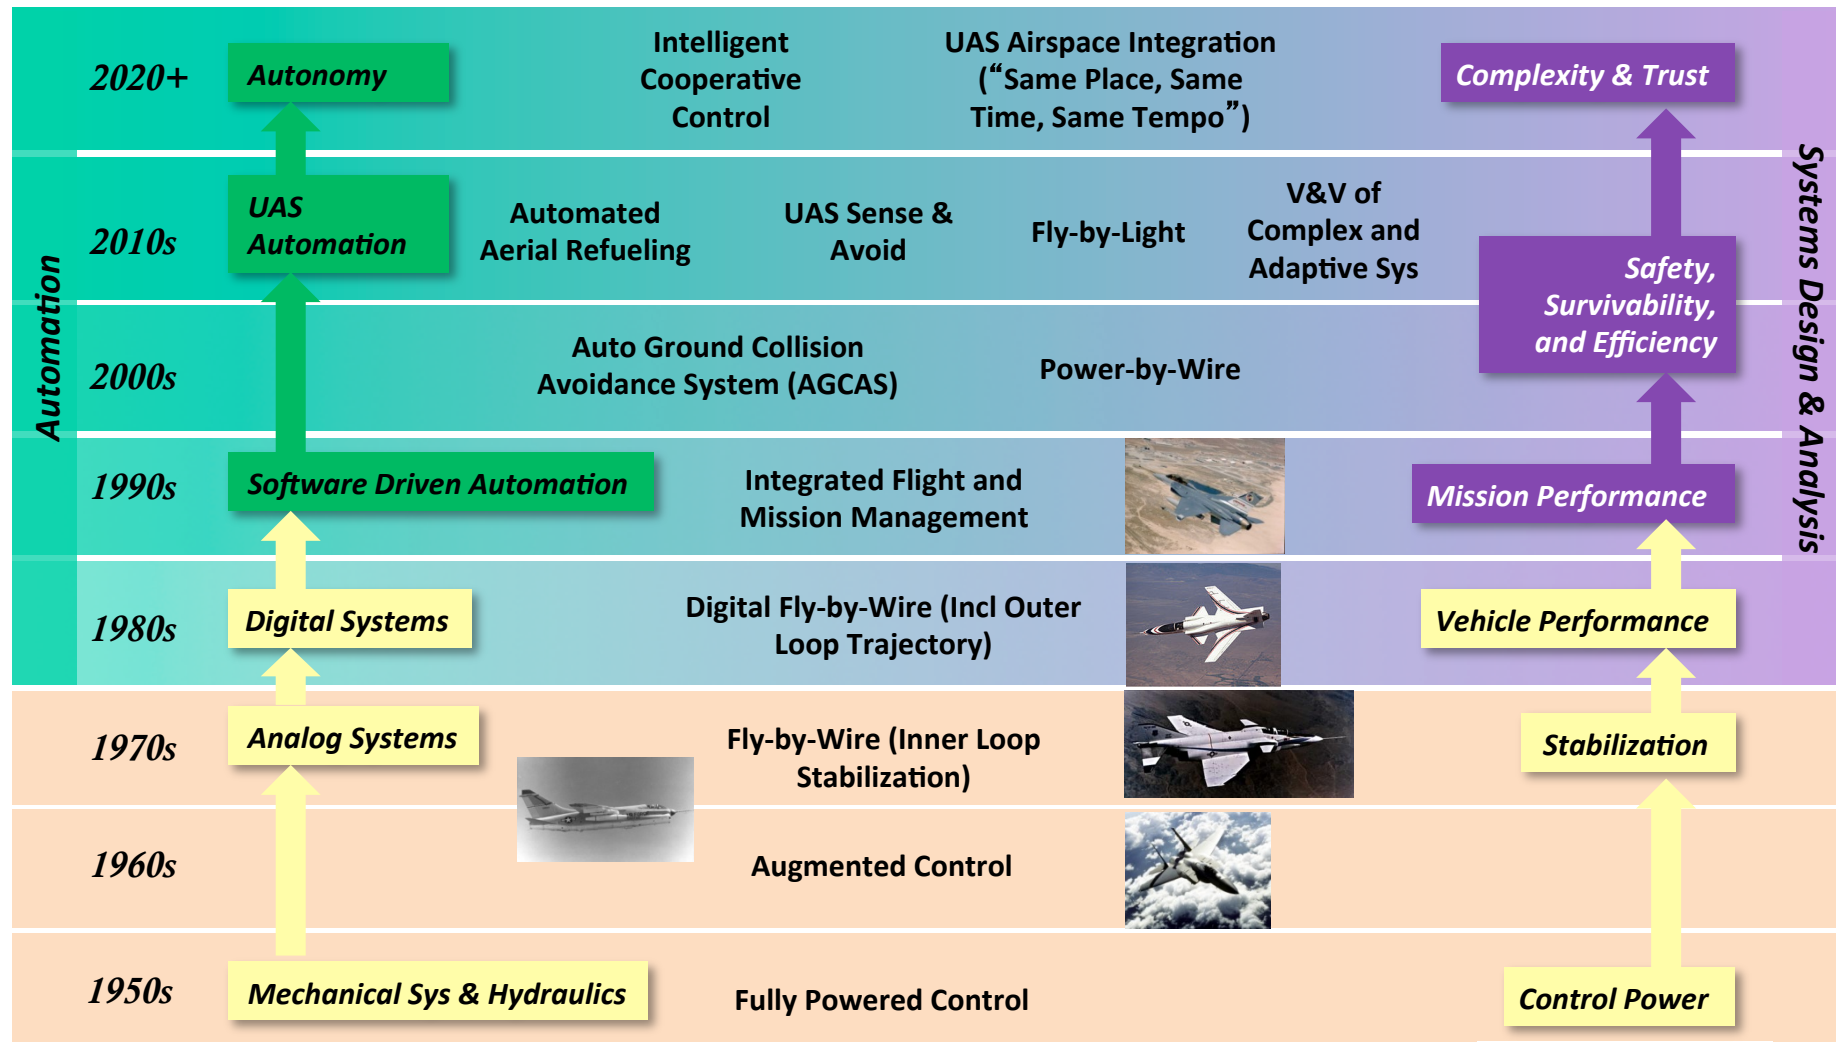 2020+
Autonomy
Intelligent
Cooperative
Control
UAS Airspace Integration
(“Same Place, Same
Time, Same Tempo”)
Complexity & Trust
2010s
UAS
Automation
Automated
Aerial Refueling
UAS Sense &
Avoid
Fly-by-Light
V&V of
Complex and
Adaptive Sys
Safety,
Survivability,
and Efficiency
Automation
Systems Design & Analysis
2000s
Auto Ground Collision
Avoidance System (AGCAS)
Power-by-Wire
1990s
Software Driven Automation
Integrated Flight and
Mission Management
Mission Performance
1980s
Digital Systems
Digital Fly-by-Wire (Incl Outer
Loop Trajectory)
Vehicle Performance
1970s
Analog Systems
Fly-by-Wire (Inner Loop
Stabilization)
Stabilization
1960s
Augmented Control
1950s
Mechanical Sys & Hydraulics
Fully Powered Control
Control Power